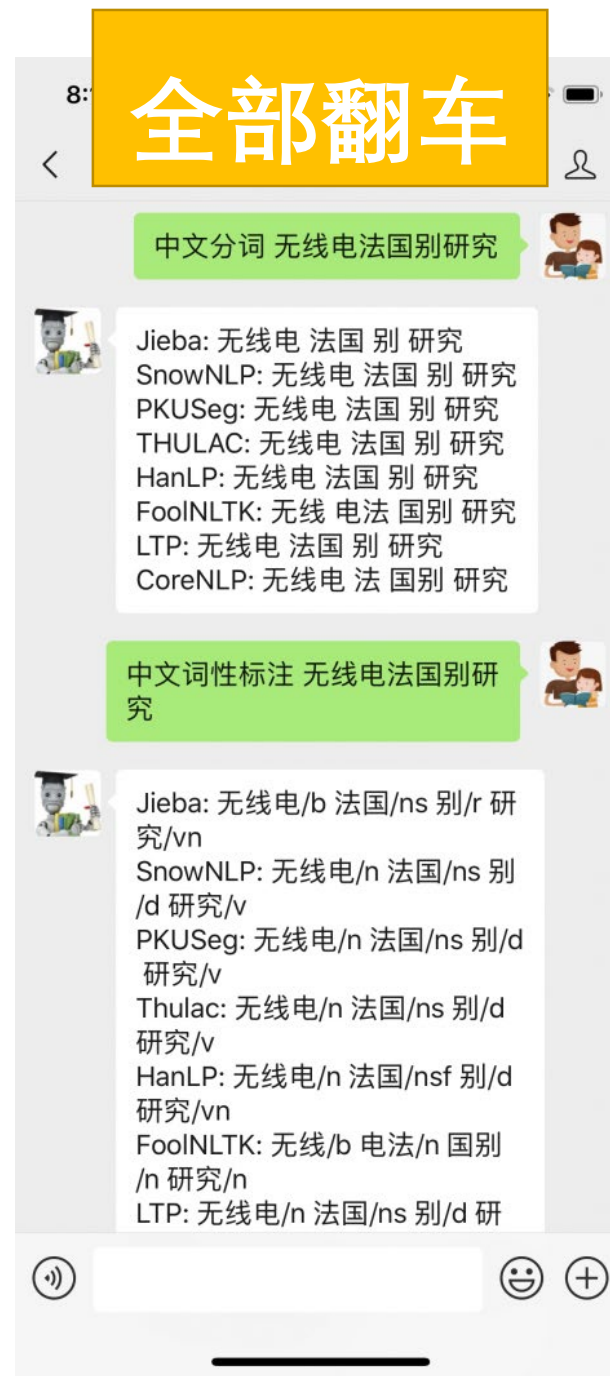 全部翻车
8:
中文分词 无线电法国别研究
Jieba: 无线电 法国 别 研究
SnowNLP: 无线电 法国 别 研究
PKUSeg: 无线电 法国 别 研究
THULAC: 无线电 法国 别 研究
HanLP: 无线电 法国 别 研究
FoolNLTK: 无线 电法 国别 研究
LTP: 无线电 法国 别 研究
CoreNLP: 无线电 法 国别 研究
中文词性标注 无线电法国别研
究
Jieba: 无线电/b 法国/ns 别/r 研
究/vn
SnowNLP: 无线电/n 法国/ns 别
/d 研究/v
PKUSeg: 无线电/n 法国/ns 别/d
研究/v
Thulac: 无线电/n 法国/ns 别/d
研究/v
HanLP: 无线电/n 法国/nsf 别/d
研究/vn
FoolNLTK: 无线/b 电法/n 国别
/n 研究/n
LTP: 无线电/n 法国/ns 别/d 研